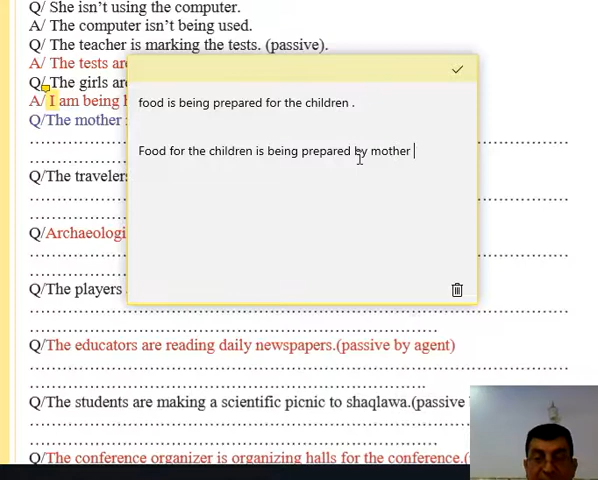 Q/ She isn't using the computer.
A/ The computer isn't being used.
Q/ The teacher is marking the tests. (passive).
A/ The tests are
Q/ The girls are
A/ I am being
Q/The mother
food is being prepared for the children .
Food for the children is being prepared by mother
Q/The travelers
Q/Archaeologi
Q/The players
Q/The educators are reading daily newspapers.(passive by agent)
Q/The students are making a scientific picnic to shaqlawa.(passive
Q/The conference organizer is organizing halls for the conference.(